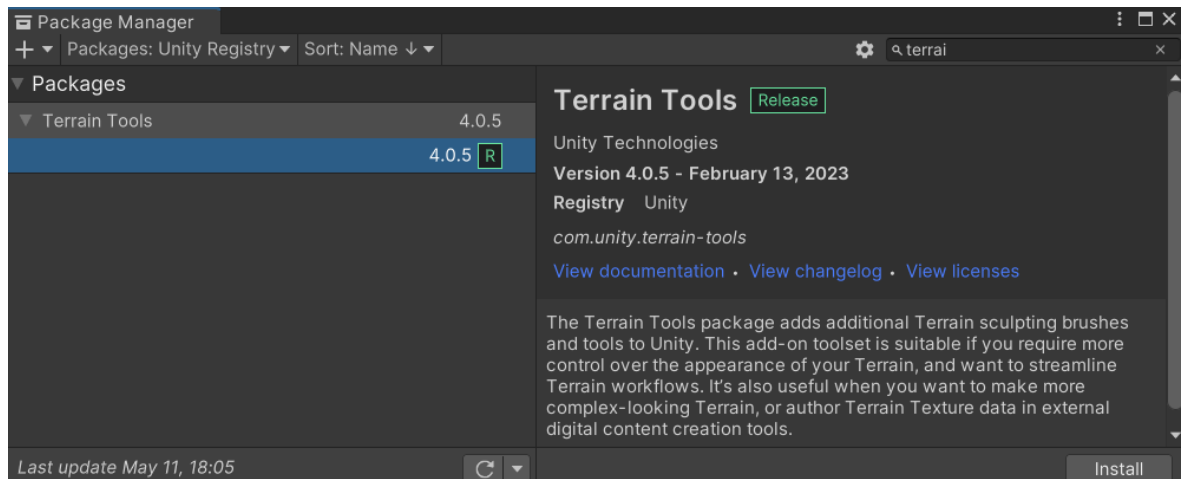 Package Manager
Packages: Unity Registry Sort: Name ↓ terrai
Packages
Terrain Tools 4.0.5
4.0.5 R
Terrain Tools Release
Unity Technologies
Version 4.0.5 - February 13, 2023
Registry Unity
com.unity.terrain-tools
View documentation • View changelog • View licenses
The Terrain Tools package adds additional Terrain sculpting brushes
and tools to Unity. This add-on toolset is suitable if you require more
control over the appearance of your Terrain, and want to streamline
Terrain workflows. It's also useful when you want to make more
complex-looking Terrain, or author Terrain Texture data in external
digital content creation tools.
Last update May 11, 18:05
Install